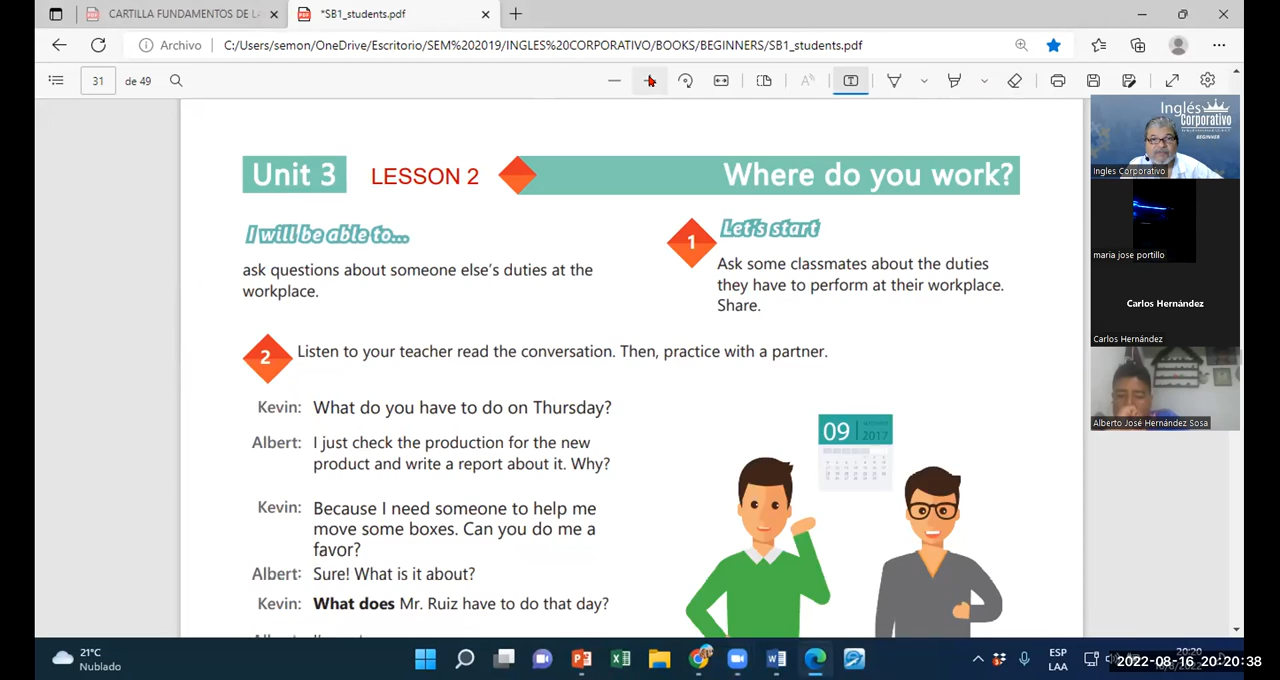 CARTILLA FUNDAMENTOS DE L
*SB1_students.pdf
Archivo
C:/Users/semon/OneDrive/Escritorio/SEM%202019/INGLES%20CORPORATIVO/BOOKS/BEGINNERS/SB1_students.pdf
31 de 49
Unit 3 LESSON 2 Where do you work?
I will be able to...
ask questions about someone else's duties at the
workplace.
1 Let's start
Ask some classmates about the duties
they have to perform at their workplace.
Share.
2 Listen to your teacher read the conversation. Then, practice with a partner.
Kevin: What do you have to do on Thursday?
Albert: I just check the production for the new
product and write a report about it. Why?
Kevin: Because I need someone to help me
move some boxes. Can you do me a
favor?
Albert: Sure! What is it about?
Kevin: What does Mr. Ruiz have to do that day?
09 2017
Inglés
Corporativo
BEGINNER
Ingles Corporativo
maria jose portillo
Carlos Hernández
Carlos Hernández
Alberto José Hernández Sosa
21°C
Nublado
ESP
LAA
20:20
2022-08-16 20:20:38